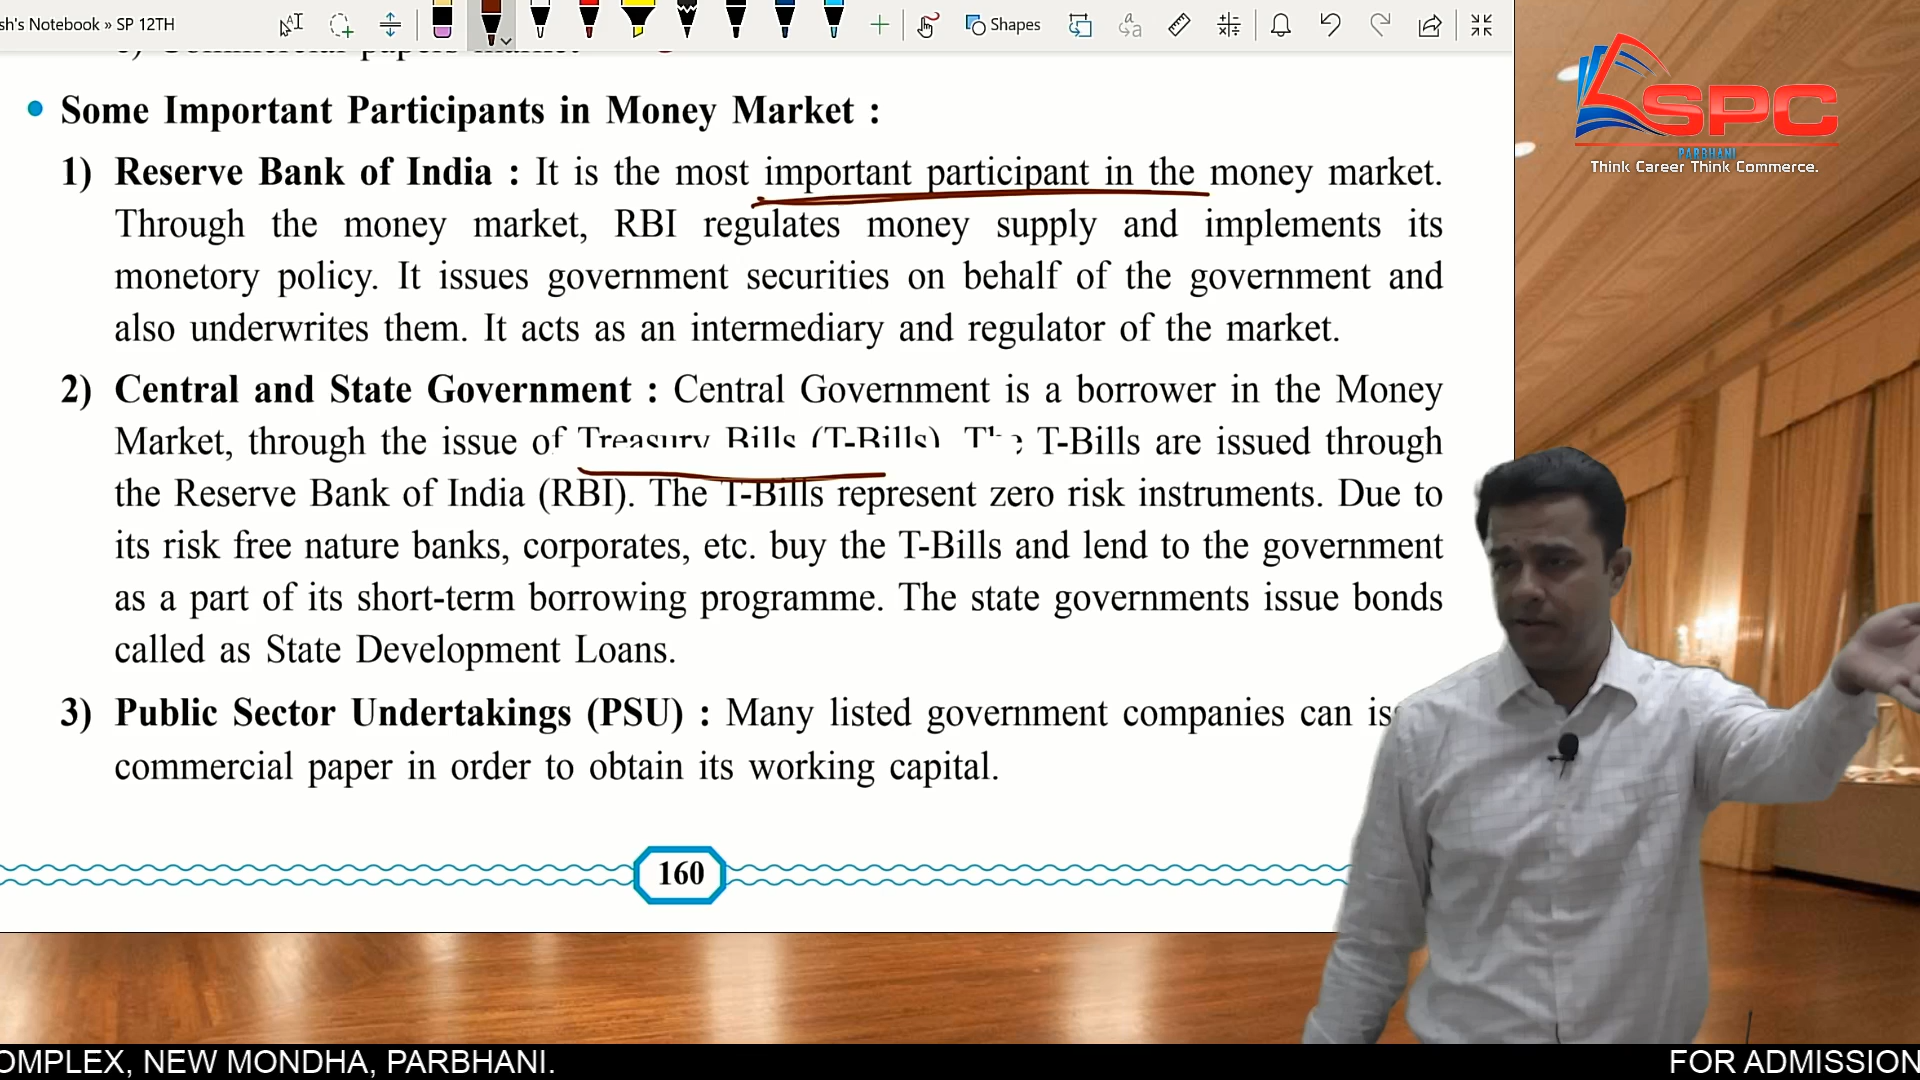 sh's Notebook » SP 12TH
Shapes
Some Important Participants in Money Market :
1) Reserve Bank of India : It is the most important participant in the money market.
Through the money market, RBI regulates money supply and implements its
monetory policy. It issues government securities on behalf of the government and
also underwrites them. It acts as an intermediary and regulator of the market.
2) Central and State Government : Central Government is a borrower in the Money
Market, through the issue of Treasury Bills (T-Bills). The T-Bills are issued through
the Reserve Bank of India (RBI). The T-Bills represent zero risk instruments. Due to
its risk free nature banks, corporates, etc. buy the T-Bills and lend to the government
as a part of its short-term borrowing programme. The state governments issue bonds
called as State Development Loans.
3) Public Sector Undertakings (PSU) : Many listed government companies can
commercial paper in order to obtain its working capital.
160
SPC
PARBHANI
Think Career Think Commerce.
OMPLEX, NEW MONDHA, PARBHANI.
FOR ADMISSION